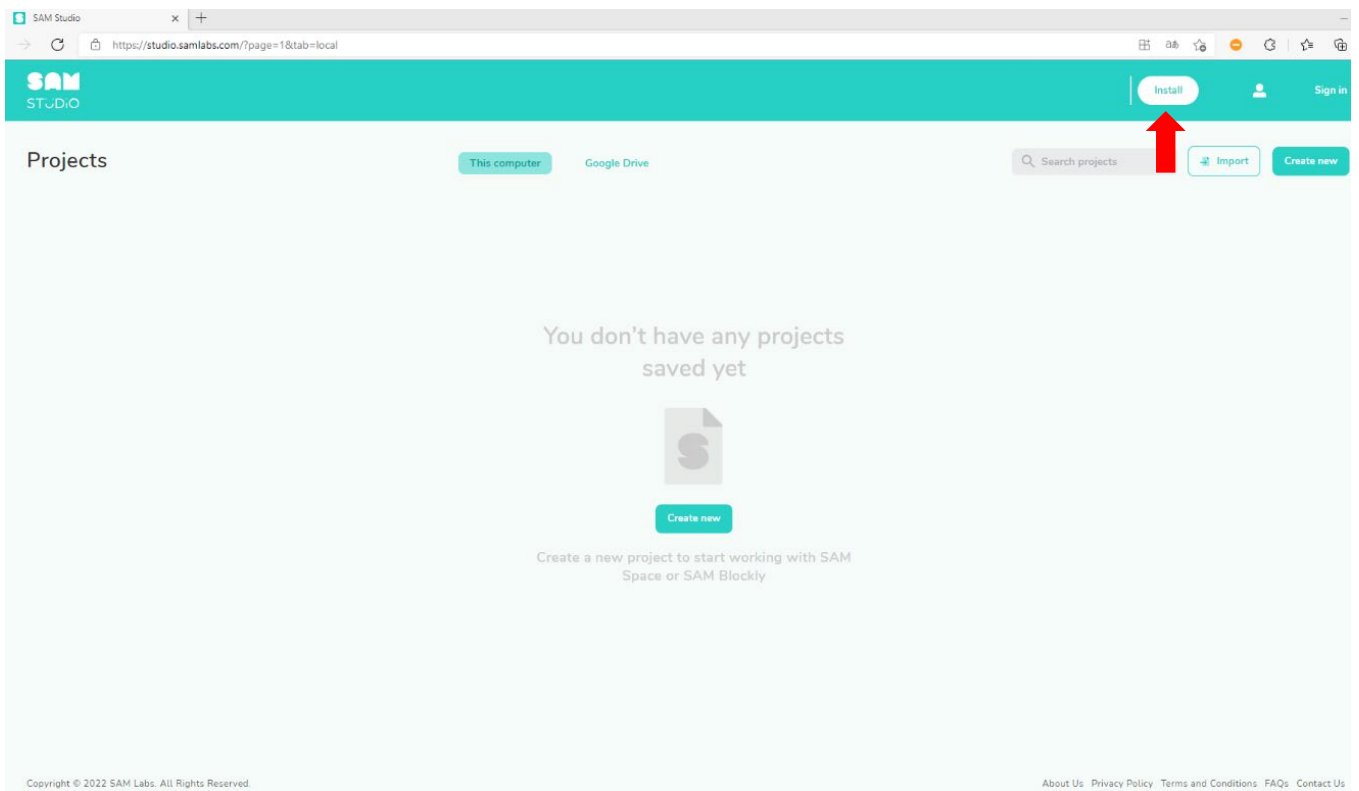 SAM Studio
https://studio.samlabs.com/?page=1&tab=local
SAM
STUDIO
Install
Sign in
Projects
This computer
Google Drive
Search projects
Import
Create new
You don't have any projects
saved yet
S
Create new
Create a new project to start working with SAM
Space or SAM Blockly
Copyright © 2022 SAM Labs. All Rights Reserved.
About Us Privacy Policy Terms and Conditions FAQs Contact Us